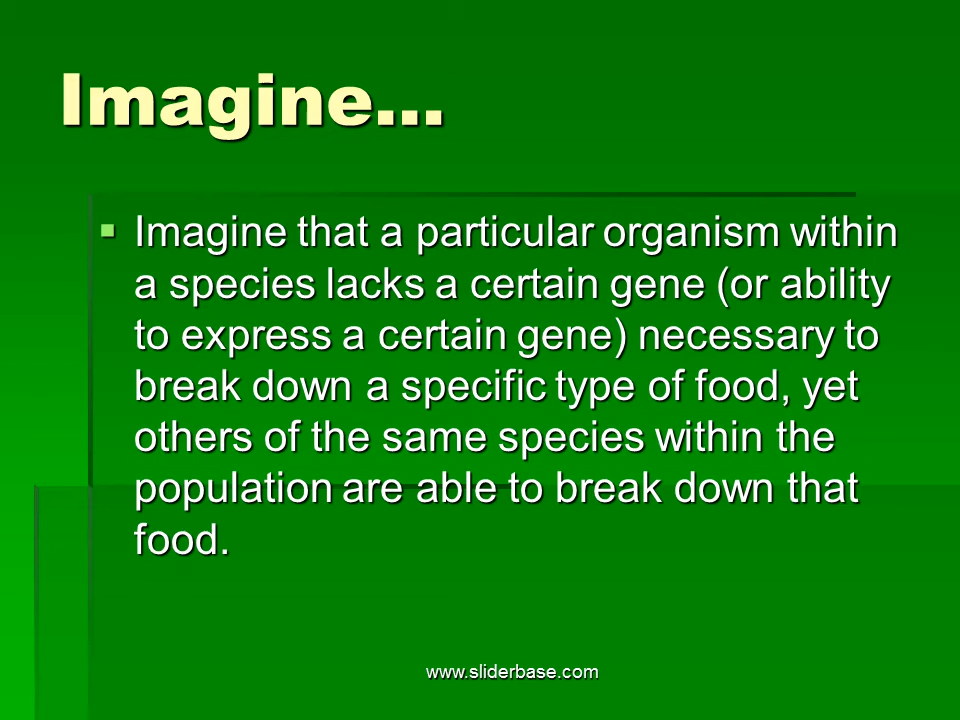 Imagine…
▪ Imagine that a particular organism within
a species lacks a certain gene (or ability
to express a certain gene) necessary to
break down a specific type of food, yet
others of the same species within the
population are able to break down that
food.
www.sliderbase.com